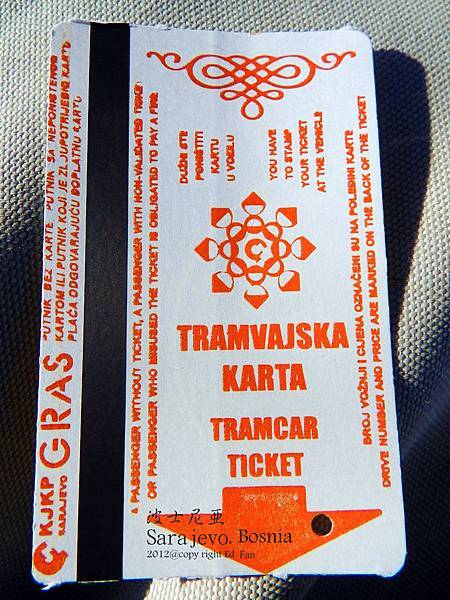 KJKP
SARAJEVO
GRAS
PUTNIK BEZ KARTE PUTNIK SA NEPONIŠTENOM
KARTOM ILI PUTNIK KOJI JE ZLOUPOTRIJEBIO KARTU
PLAĆA ODGOVARAJUĆU DOPLATNU KARTU
A PASSENGER WITHOUT TICKET, A PASSENGER WITH NON-VALIDATED TICKET
OR PASSENGER WHO MISUSED THE TICKET IS OBLIGATED TO PAY A FINE
DUŽNI STE
PONIŠTITI
KARTU
U VOZILU
YOU HAVE
TO STAMP
YOUR TICKET
AT THE VEHICLE
TRAMVAJSKA
KARTA
TRAMCAR
TICKET
BROJ VOŽNJI I CIJENA OZNAČENI SU NA POLEĐINI KARTE
DRIVE NUMBER AND PRICE ARE MARKED ON THE BACK OF THE TICKET
波士尼亞
Sarajevo. Bosnia
2012@copy right Ed Fan